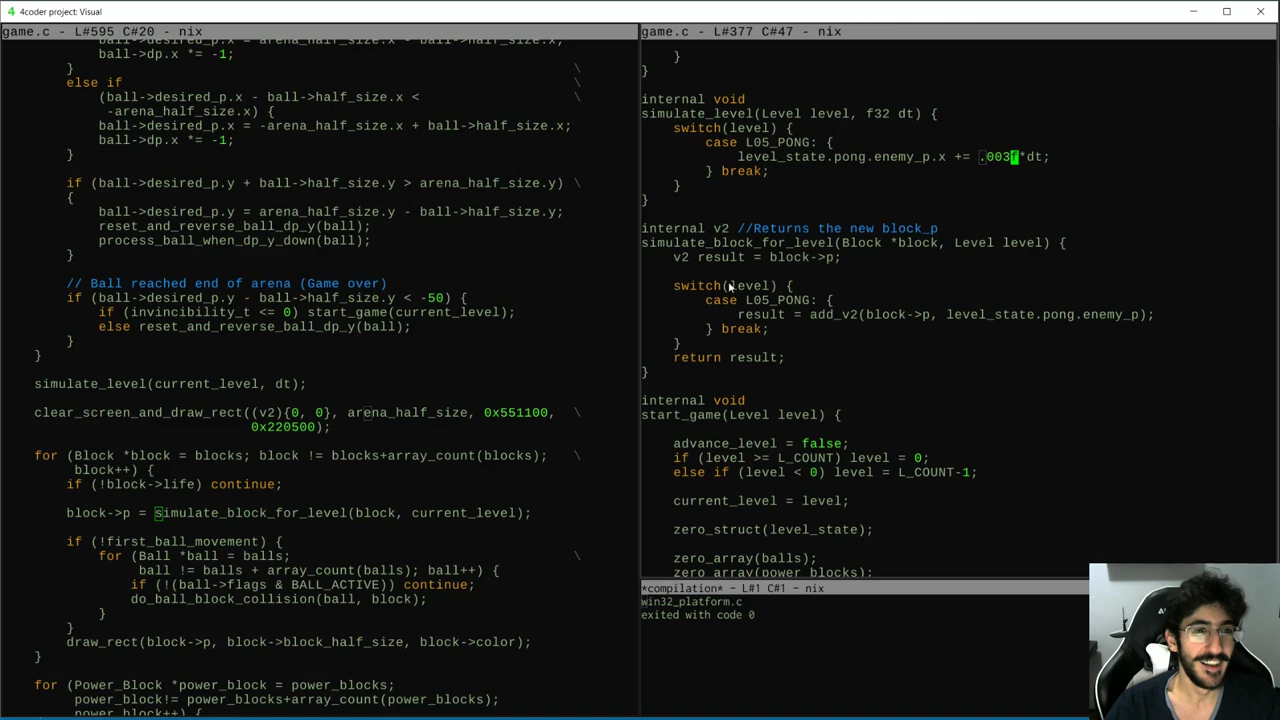 4coder project: Visual
game.c - L#595 C#20 - nix
ball->dp.x *= -1;
}
else if \
(ball->desired_p.x - ball->half_size.x < \
-arena_half_size.x) {
ball->desired_p.x = -arena_half_size.x + ball->half_size.x;
ball->dp.x *= -1;
}
if (ball->desired_p.y + ball->half_size.y > arena_half_size.y) \
{
ball->desired_p.y = arena_half_size.y - ball->half_size.y;
reset_and_reverse_ball_dp_y(ball);
process_ball_when_dp_y_down(ball);
}
// Ball reached end of arena (Game over)
if (ball->desired_p.y - ball->half_size.y < -50) {
if (invincibility_t <= 0) start_game(current_level);
else reset_and_reverse_ball_dp_y(ball);
}
}
simulate_level(current_level, dt);
clear_screen_and_draw_rect((v2){0, 0}, arena_half_size, 0x551100, \
0x220500);
for (Block *block = blocks; block != blocks+array_count(blocks); \
block++) {
if (!block->life) continue;
block->p = simulate_block_for_level(block, current_level);
if (!first_ball_movement) {
for (Ball *ball = balls; \
ball != balls + array_count(balls); ball++) {
if (!(ball->flags & BALL_ACTIVE)) continue;
do_ball_block_collision(ball, block);
}
}
draw_rect(block->p, block->block_half_size, block->color);
}
for (Power_Block *power_block = power_blocks; \
power_block!= power_blocks+array_count(power_blocks);
power_block++) {
game.c - L#377 C#47 - nix
}
}
internal void
simulate_level(Level level, f32 dt) {
switch(level) {
case L05_PONG: {
level_state.pong.enemy_p.x += .003f*dt;
} break;
}
}
internal v2 //Returns the new block_p
simulate_block_for_level(Block *block, Level level) {
v2 result = block->p;
switch(level) {
case L05_PONG: {
result = add_v2(block->p, level_state.pong.enemy_p);
} break;
}
return result;
}
internal void
start_game(Level level) {
advance_level = false;
if (level >= L_COUNT) level = 0;
else if (level < 0) level = L_COUNT-1;
current_level = level;
zero_struct(level_state);
zero_array(balls);
zero_array(power_blocks);
*compilation* - L#1 C#1 - nix
win32_platform.c
exited with code 0